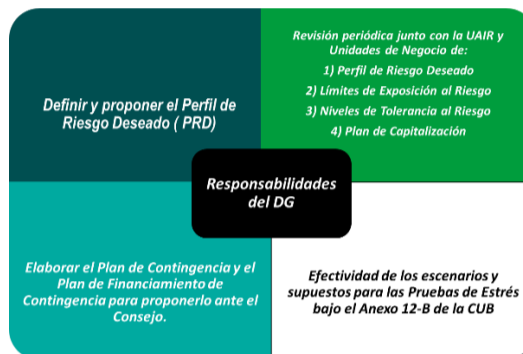 Definir y proponer el Perfil de
Riesgo Deseado ( PRD)
Revisión periódica junto con la UAIR y
Unidades de Negocio de:
1) Perfil de Riesgo Deseado
2) Límites de Exposición al Riesgo
3) Niveles de Tolerancia al Riesgo
4) Plan de Capitalización
Responsabilidades
del DG
Elaborar el Plan de Contingencia y el
Plan de Financiamiento de
Contingencia para proponerlo ante el
Consejo.
Efectividad de los escenarios y
supuestos para las Pruebas de Estrés
bajo el Anexo 12-B de la CUB